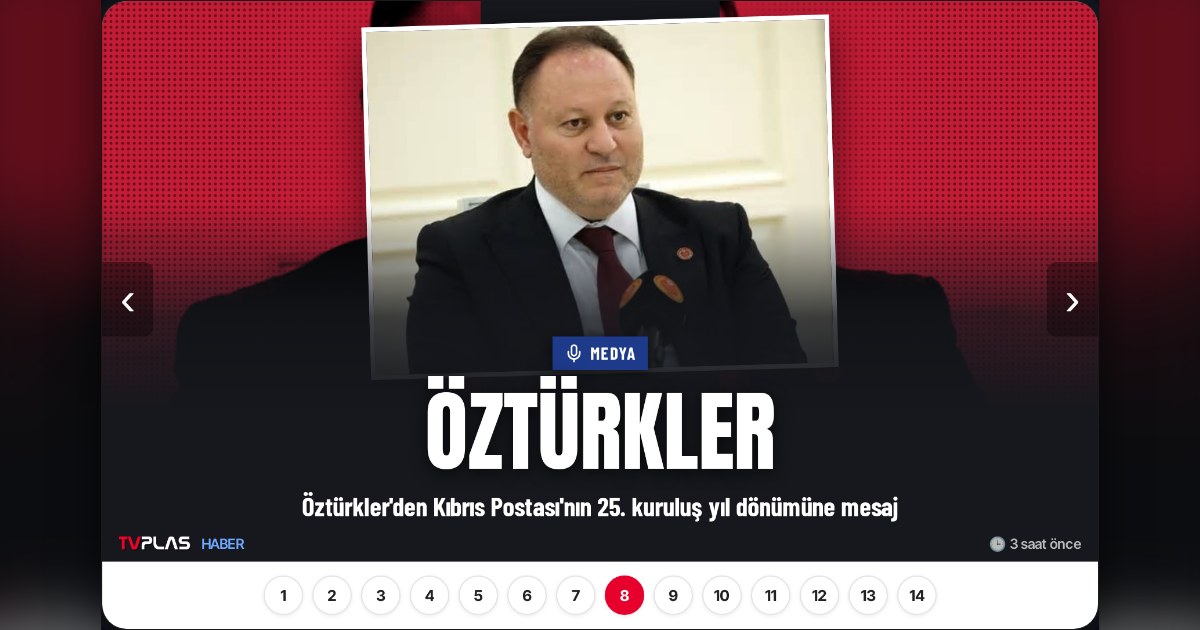 MEDYA
ÖZTÜRKLER
Öztürkler'den Kıbrıs Postası'nın 25. kuruluş yıl dönümüne mesaj
TVPLAS HABER
3 saat önce
1 2 3 4 5 6 7 8 9 10 11 12 13 14